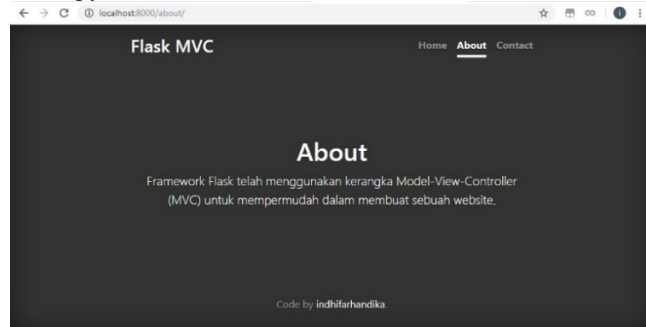 localhost:8000/about/
Flask MVC
Home About Contact
About
Framework Flask telah menggunakan kerangka Model-View-Controller
(MVC) untuk mempermudah dalam membuat sebuah website.
Code by indhifarhandika.